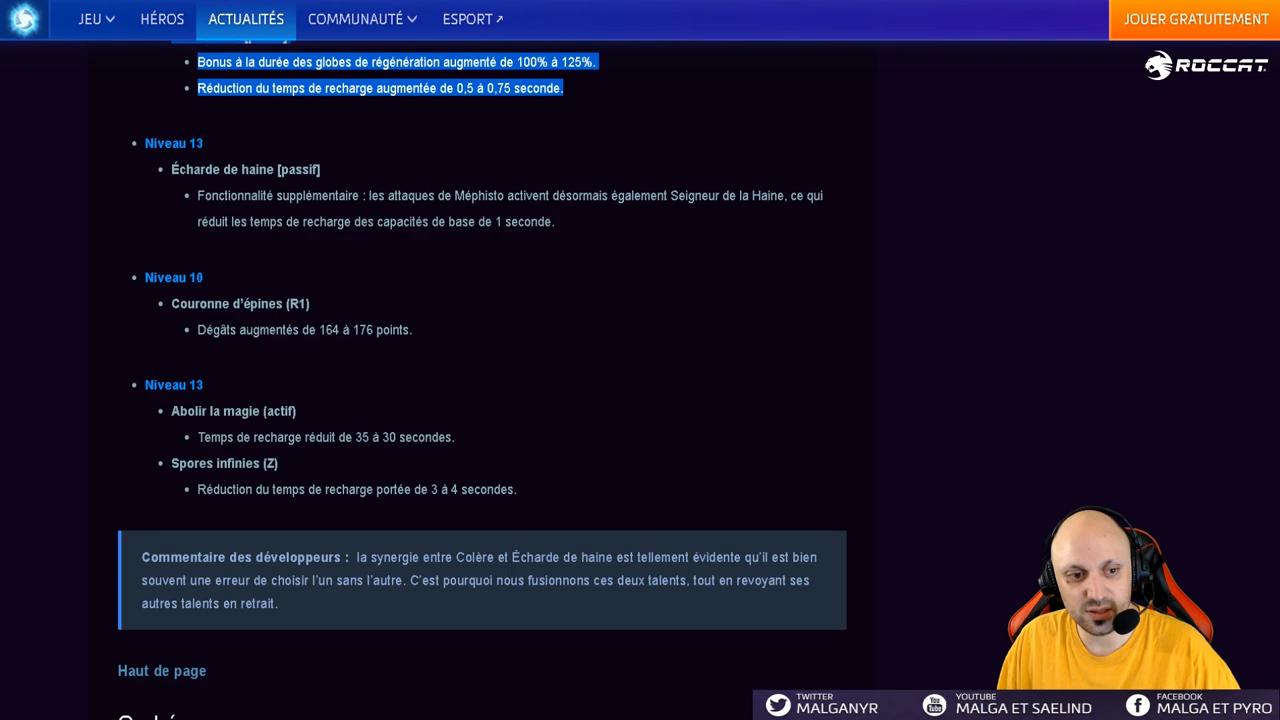 JEU HÉROS ACTUALITÉS COMMUNAUTÉ ESPORT JOUER GRATUITEMENT
Bonus à la durée des globes de régénération augmenté de 100% à 125%.
Réduction du temps de recharge augmentée de 0,5 à 0,75 seconde.
ROCCAT
Niveau 13
Écharde de haine [passif]
Fonctionnalité supplémentaire : les attaques de Méphisto activent désormais également Seigneur de la Haine, ce qui
réduit les temps de recharge des capacités de base de 1 seconde.
Niveau 10
Couronne d'épines (R1)
Dégâts augmentés de 164 à 176 points.
Niveau 13
Abolir la magie (actif)
Temps de recharge réduit de 35 à 30 secondes.
Spores infinies (Z)
Réduction du temps de recharge portée de 3 à 4 secondes.
Commentaire des développeurs : la synergie entre Colère et Écharde de haine est tellement évidente qu'il est bien
souvent une erreur de choisir l'un sans l'autre. C'est pourquoi nous fusionnons ces deux talents, tout en revoyant ses
autres talents en retrait.
Haut de page
TWITTER
MALGANYR
YOUTUBE
MALGA ET SAELIND
FACEBOOK
MALGA ET PYRO